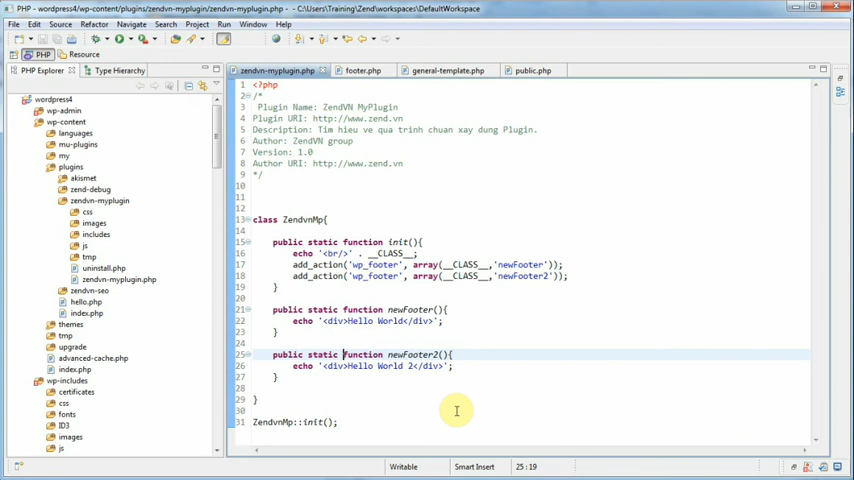 PHP - wordpress4/wp-content/plugins/zendvn-myplugin/zendvn-myplugin.php - C:\Users\Training\Zend\workspaces\DefaultWorkspace
File Edit Source Refactor Navigate Search Project Run Window Help
PHP Resource
PHP Explorer Type Hierarchy
wordpress4
wp-admin
wp-content
languages
mu-plugins
my
plugins
akismet
zend-debug
zendvn-myplugin
css
images
includes
js
tmp
uninstall.php
zendvn-myplugin.php
zendvn-seo
hello.php
index.php
themes
tmp
upgrade
advanced-cache.php
index.php
wp-includes
certificates
css
fonts
ID3
images
js
zendvn-myplugin.php footer.php general-template.php public.php
1 <?php
2 /*
3 Plugin Name: ZendVN MyPlugin
4 Plugin URI: http://www.zend.vn
5 Description: Tim hieu ve qua trinh chuan xay dung Plugin.
6 Author: ZendVN group
7 Version: 1.0
8 Author URI: http://www.zend.vn
9 */
10
11
12
13 class ZendvnMp{
14
15 public static function init(){
16 echo '<br/>' . __CLASS__;
17 add_action('wp_footer', array(__CLASS__,'newFooter'));
18 add_action('wp_footer', array(__CLASS__,'newFooter2'));
19 }
20
21 public static function newFooter(){
22 echo '<div>Hello World</div>';
23 }
24
25 public static function newFooter2(){
26 echo '<div>Hello World 2</div>';
27 }
28
29 }
30
31 ZendvnMp::init();
Writable Smart Insert 25 : 19